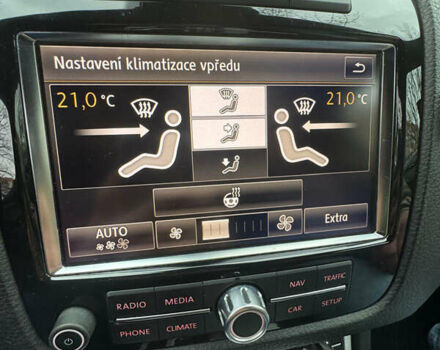 Nastavení klimatizace vpředu
21,0 °C
21,0 °C
AUTO
Extra
RADIO
MEDIA
NAV
TRAFFIC
PHONE
CLIMATE
CAR
SETUP